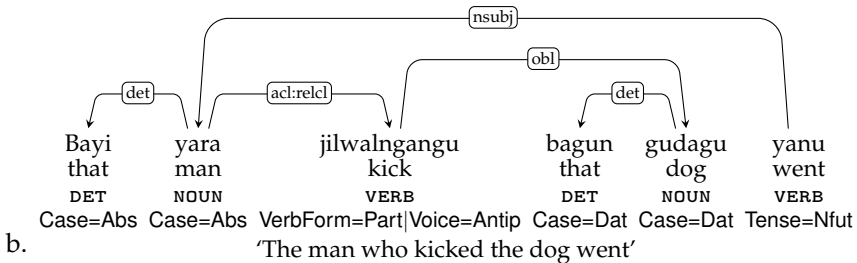 nsubj
obl
det acl:relcl det
Bayi yara jilwalngangu bagun gudagu yanu
that man kick that dog went
DET NOUN VERB DET NOUN VERB
Case=Abs Case=Abs VerbForm=Part|Voice=Antip Case=Dat Case=Dat Tense=Nfut
b. ‘The man who kicked the dog went’